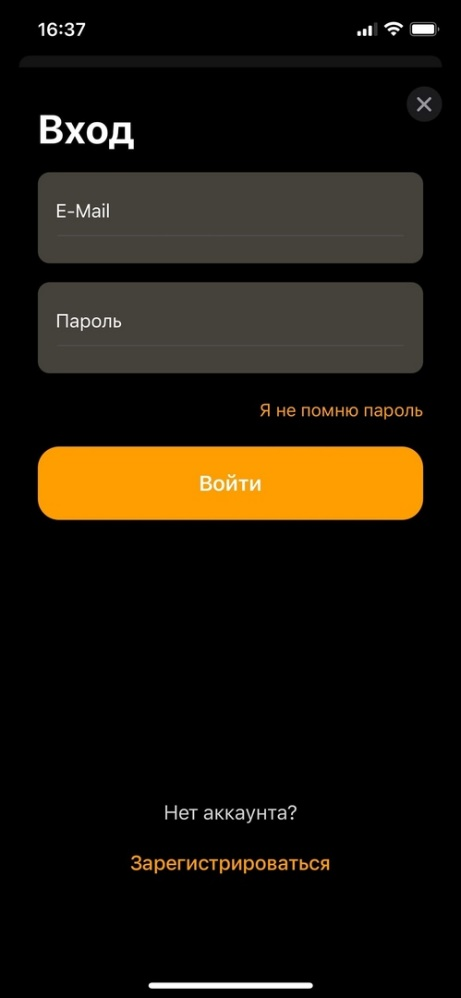 16:37
Вход
E-Mail
Пароль
Я не помню пароль
Войти
Нет аккаунта?
Зарегистрироваться